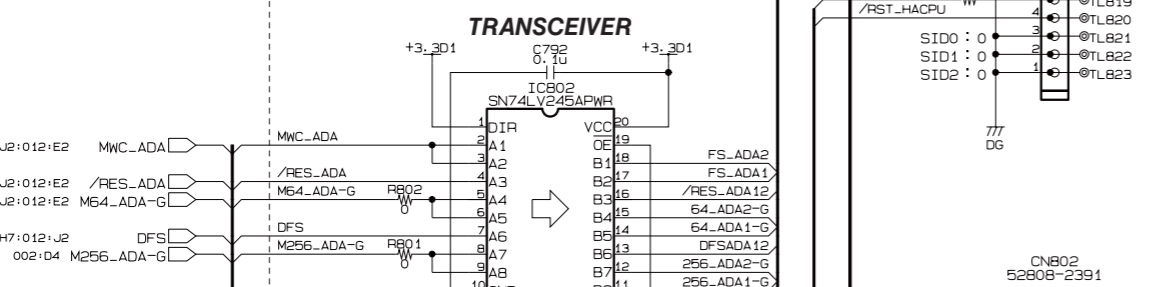 TRANSCEIVER
+3.3D1 C792 +3.3D1
0.1u
IC802
SN74LV245APWR
1 DIR VCC 20
J2:012:E2 MWC_ADA MWC_ADA 2 A1 OE 19
3 A2 B1 18 FS_ADA2
J2:012:E2 /RES_ADA /RES_ADA 4 A3 B2 17 FS_ADA1
J2:012:E2 M64_ADA-G M64_ADA-G R802 0 5 A4 B3 16 /RES_ADA12
6 A5 B4 15 64_ADA2-G
H7:012:J2 DFS DFS 7 A6 B5 14 64_ADA1-G
002:D4 M256_ADA-G M256_ADA-G R801 0 8 A7 B6 13 DFSADA12
9 A8 B7 12 256_ADA2-G
10 11 256_ADA1-G
TL819
/RST_HACPU 4 TL820
SID0 : 0 3 TL821
SID1 : 0 2 TL822
SID2 : 0 1 TL823
DG
CN802
52808-2391